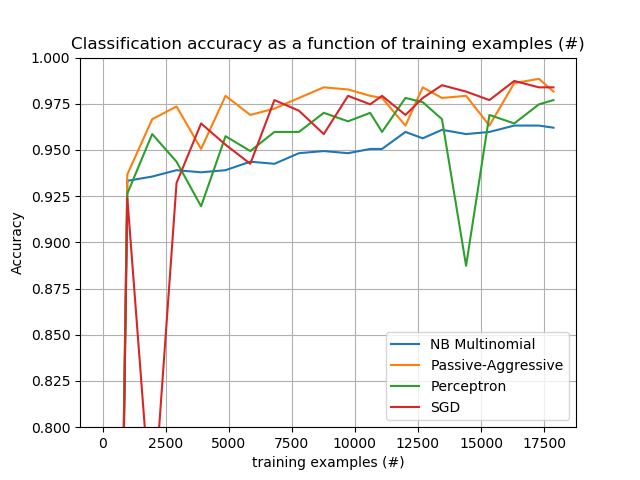 Classification accuracy as a function of training examples (#)
1.000
0.975
0.950
0.925
0.900
0.875
0.850
0.825
0.800
Accuracy
NB Multinomial
Passive-Aggressive
Perceptron
SGD
0 2500 5000 7500 10000 12500 15000 17500
training examples (#)